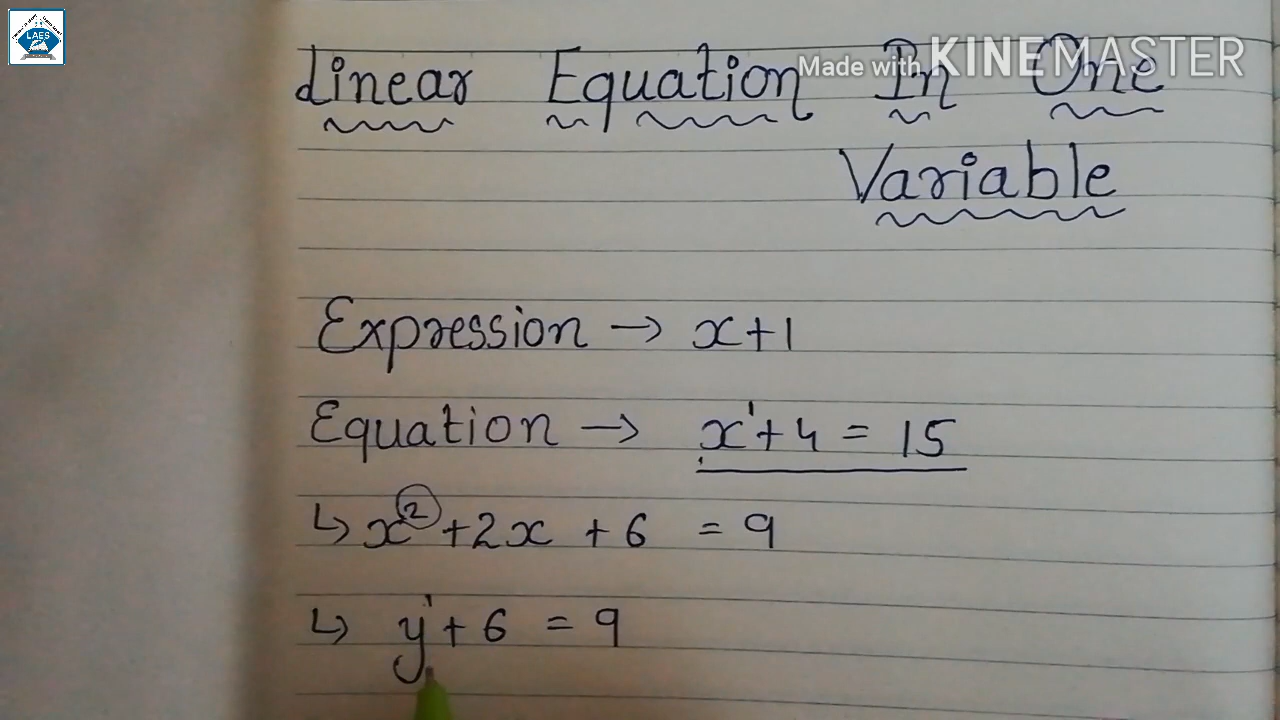 LAES
Made with KINEMASTER
Linear Equation In One
Variable
Expression → x+1
Equation → x¹+4 = 15
↳ x²+2x +6 = 9
↳ y¹+6 = 9